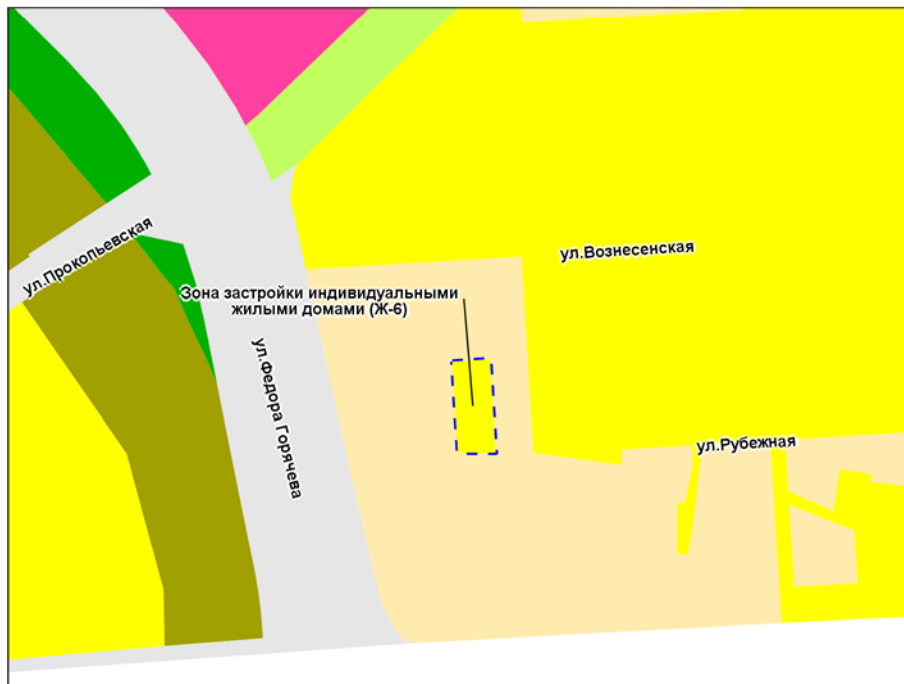 ул.Прокопьевская
ул.Вознесенская
Зона застройки индивидуальными
жилыми домами (Ж-6)
ул.Федора Горячева
ул.Рубежная